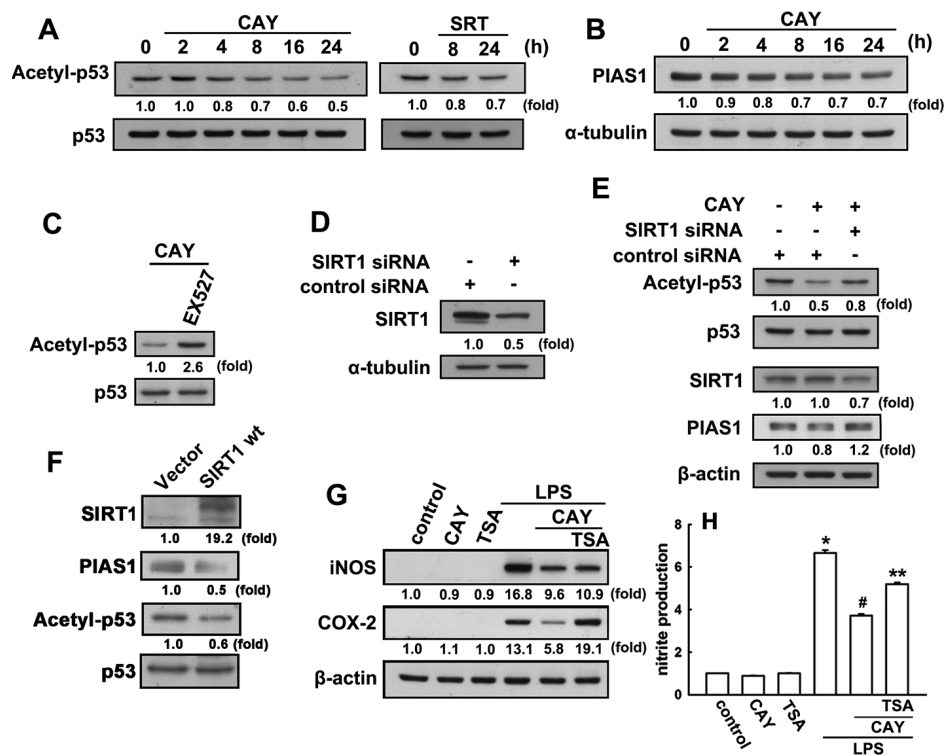 A
CAY
SRT
0 2 4 8 16 24
0 8 24 (h)
Acetyl-p53
1.0 1.0 0.8 0.7 0.6 0.5
1.0 0.8 0.7 (fold)
p53
B
CAY
0 2 4 8 16 24 (h)
PIAS1
1.0 0.9 0.8 0.7 0.7 0.7 (fold)
α-tubulin
C
CAY
EX527
Acetyl-p53
1.0 2.6 (fold)
p53
D
SIRT1 siRNA - +
control siRNA + -
SIRT1
1.0 0.5 (fold)
α-tubulin
E
CAY - + +
SIRT1 siRNA - - +
control siRNA + + -
Acetyl-p53
1.0 0.5 0.8 (fold)
p53
SIRT1
1.0 1.0 0.7 (fold)
PIAS1
1.0 0.8 1.2 (fold)
β-actin
F
Vector SIRT1 wt
SIRT1
1.0 19.2 (fold)
PIAS1
1.0 0.5 (fold)
Acetyl-p53
1.0 0.6 (fold)
p53
G
LPS
control CAY TSA
CAY
TSA
iNOS
1.0 0.9 0.9 16.8 9.6 10.9 (fold)
COX-2
1.0 1.1 1.0 13.1 5.8 19.1 (fold)
β-actin
H
nitrite production
8
6
4
2
0
*
#
**
control CAY TSA
TSA
CAY
LPS